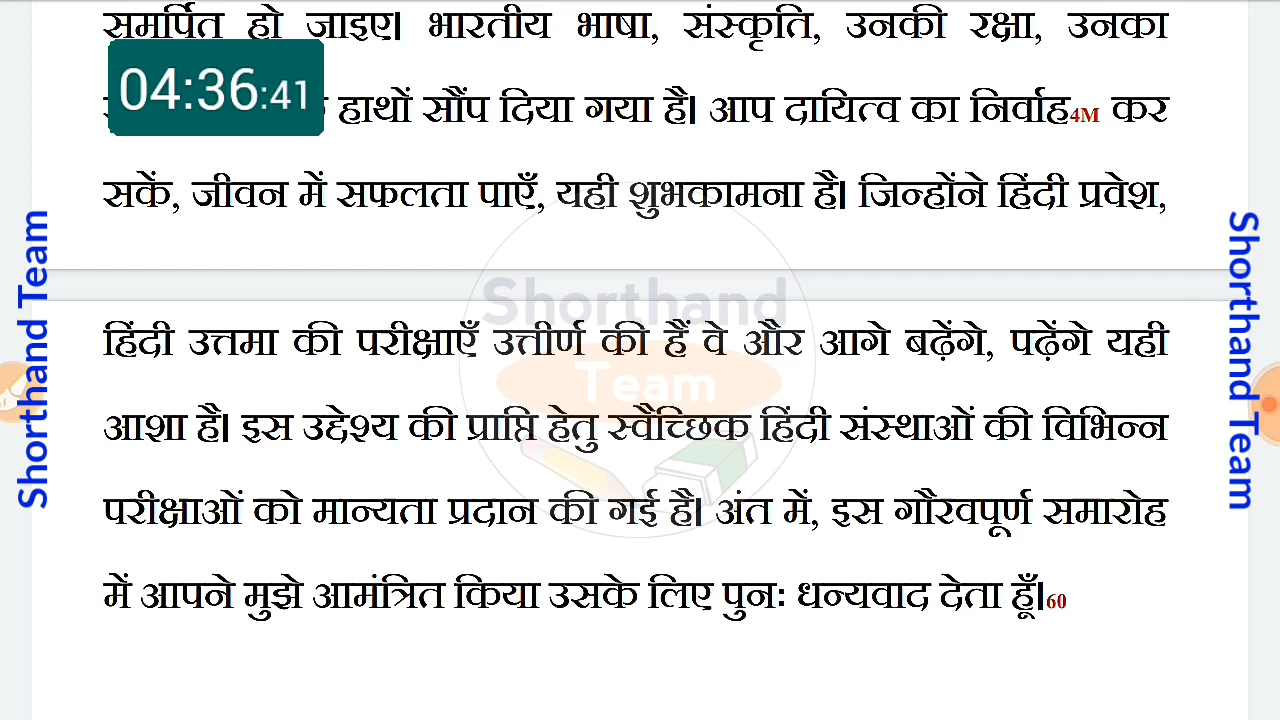 समर्पित हो जाइए। भारतीय भाषा, संस्कृति, उनकी रक्षा, उनका
04:36:41
हाथों सौंप दिया गया है। आप दायित्व का निर्वाह4M कर
सकें, जीवन में सफलता पाएँ, यही शुभकामना है। जिन्होंने हिंदी प्रवेश,
हिंदी उत्तमा की परीक्षाएँ उत्तीर्ण की हैं वे और आगे बढ़ेंगे, पढ़ेंगे यही
आशा है। इस उद्देश्य की प्राप्ति हेतु स्वैच्छिक हिंदी संस्थाओं की विभिन्न
परीक्षाओं को मान्यता प्रदान की गई है। अंत में, इस गौरवपूर्ण समारोह
में आपने मुझे आमंत्रित किया उसके लिए पुनः धन्यवाद देता हूँ।60
Shorthand Team
Shorthand Team
Shorthand
Team